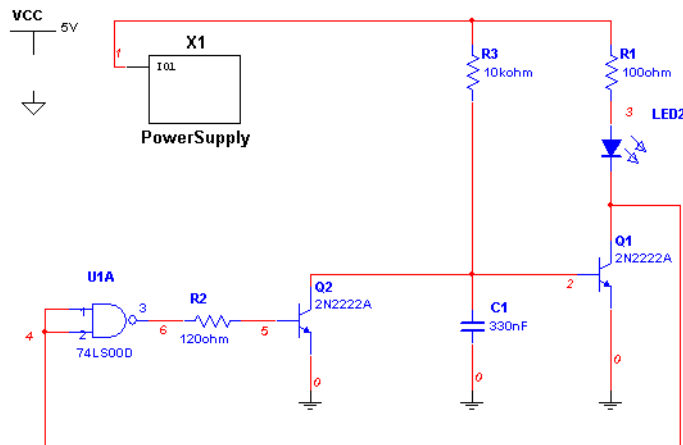 VCC
5V
X1
1
IO1
PowerSupply
R3
10kohm
R1
100ohm
3
LED2
Q1
2N2222A
2
U1A
1
2
3
4
74LS00D
6
R2
120ohm
5
Q2
2N2222A
C1
330nF
0
0
0